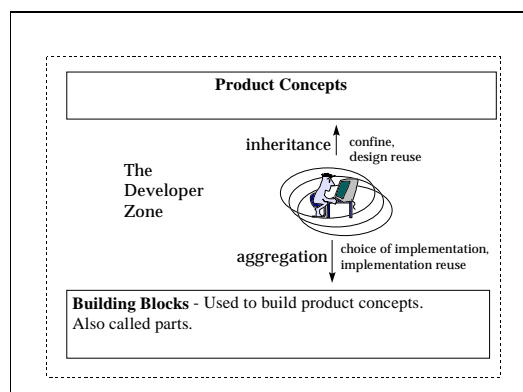 Product Concepts
inheritance
confine,
design reuse
The
Developer
Zone
aggregation
choice of implementation,
implementation reuse
Building Blocks - Used to build product concepts.
Also called parts.